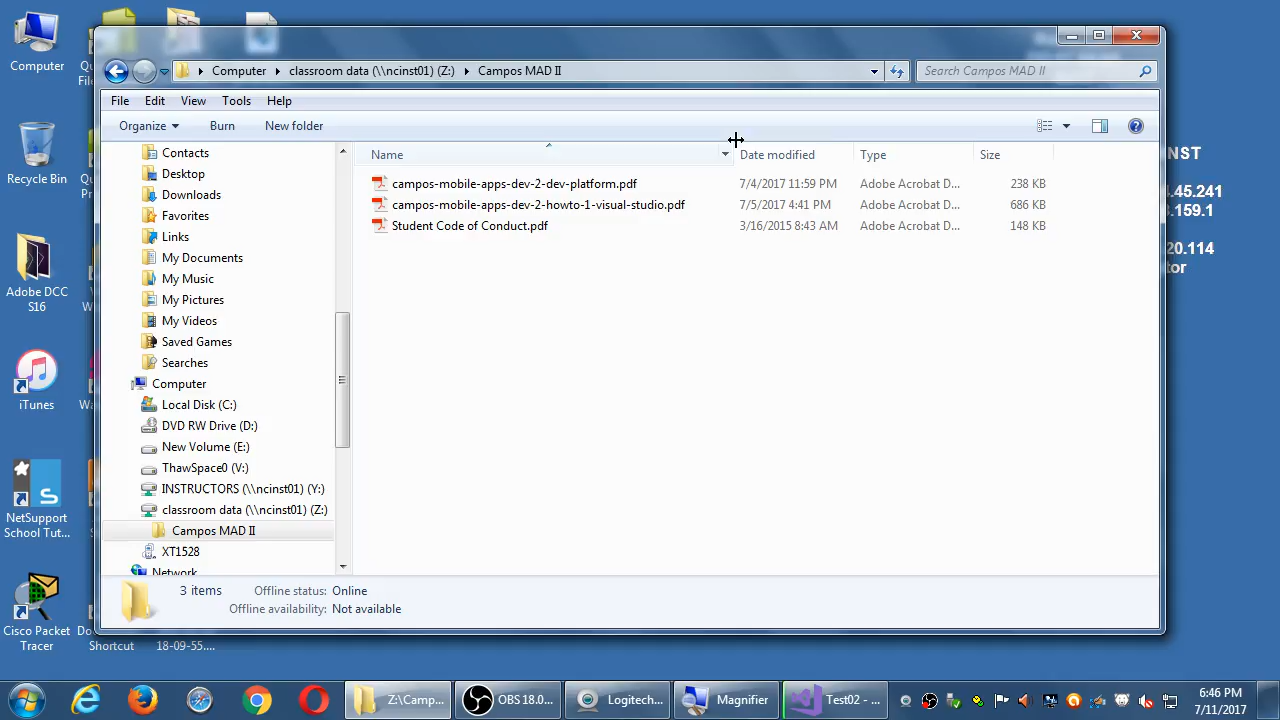 Computer
Recycle Bin
Adobe DCC
S16
iTunes
NetSupport
School Tut...
Cisco Packet
Tracer
Shortcut
18-09-55....
Computer
classroom data (\\ncinst01) (Z:)
Campos MAD II
Search Campos MAD II
File Edit View Tools Help
Organize Burn New folder
Name Date modified Type Size
campos-mobile-apps-dev-2-dev-platform.pdf 7/4/2017 11:59 PM Adobe Acrobat D... 238 KB
campos-mobile-apps-dev-2-howto-1-visual-studio.pdf 7/5/2017 4:41 PM Adobe Acrobat D... 686 KB
Student Code of Conduct.pdf 3/16/2015 8:43 AM Adobe Acrobat D... 148 KB
Contacts
Desktop
Downloads
Favorites
Links
My Documents
My Music
My Pictures
My Videos
Saved Games
Searches
Computer
Local Disk (C:)
DVD RW Drive (D:)
New Volume (E:)
ThawSpace0 (V:)
INSTRUCTORS (\\ncinst01) (Y:)
classroom data (\\ncinst01) (Z:)
Campos MAD II
XT1528
Network
3 items Offline status: Online
Offline availability: Not available
NST
.45.241
.159.1
20.114
tor
Z:\Camp...
OBS 18.0...
Logitech...
Magnifier
Test02 - ...
6:46 PM
7/11/2017